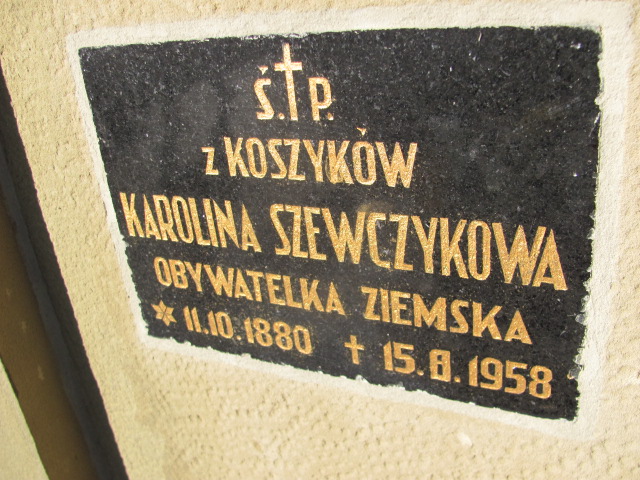 Ś.†P.
z KOSZYKÓW
KAROLINA SZEWCZYKOWA
OBYWATELKA ZIEMSKA
* 11.10.1880 † 15.8.1958